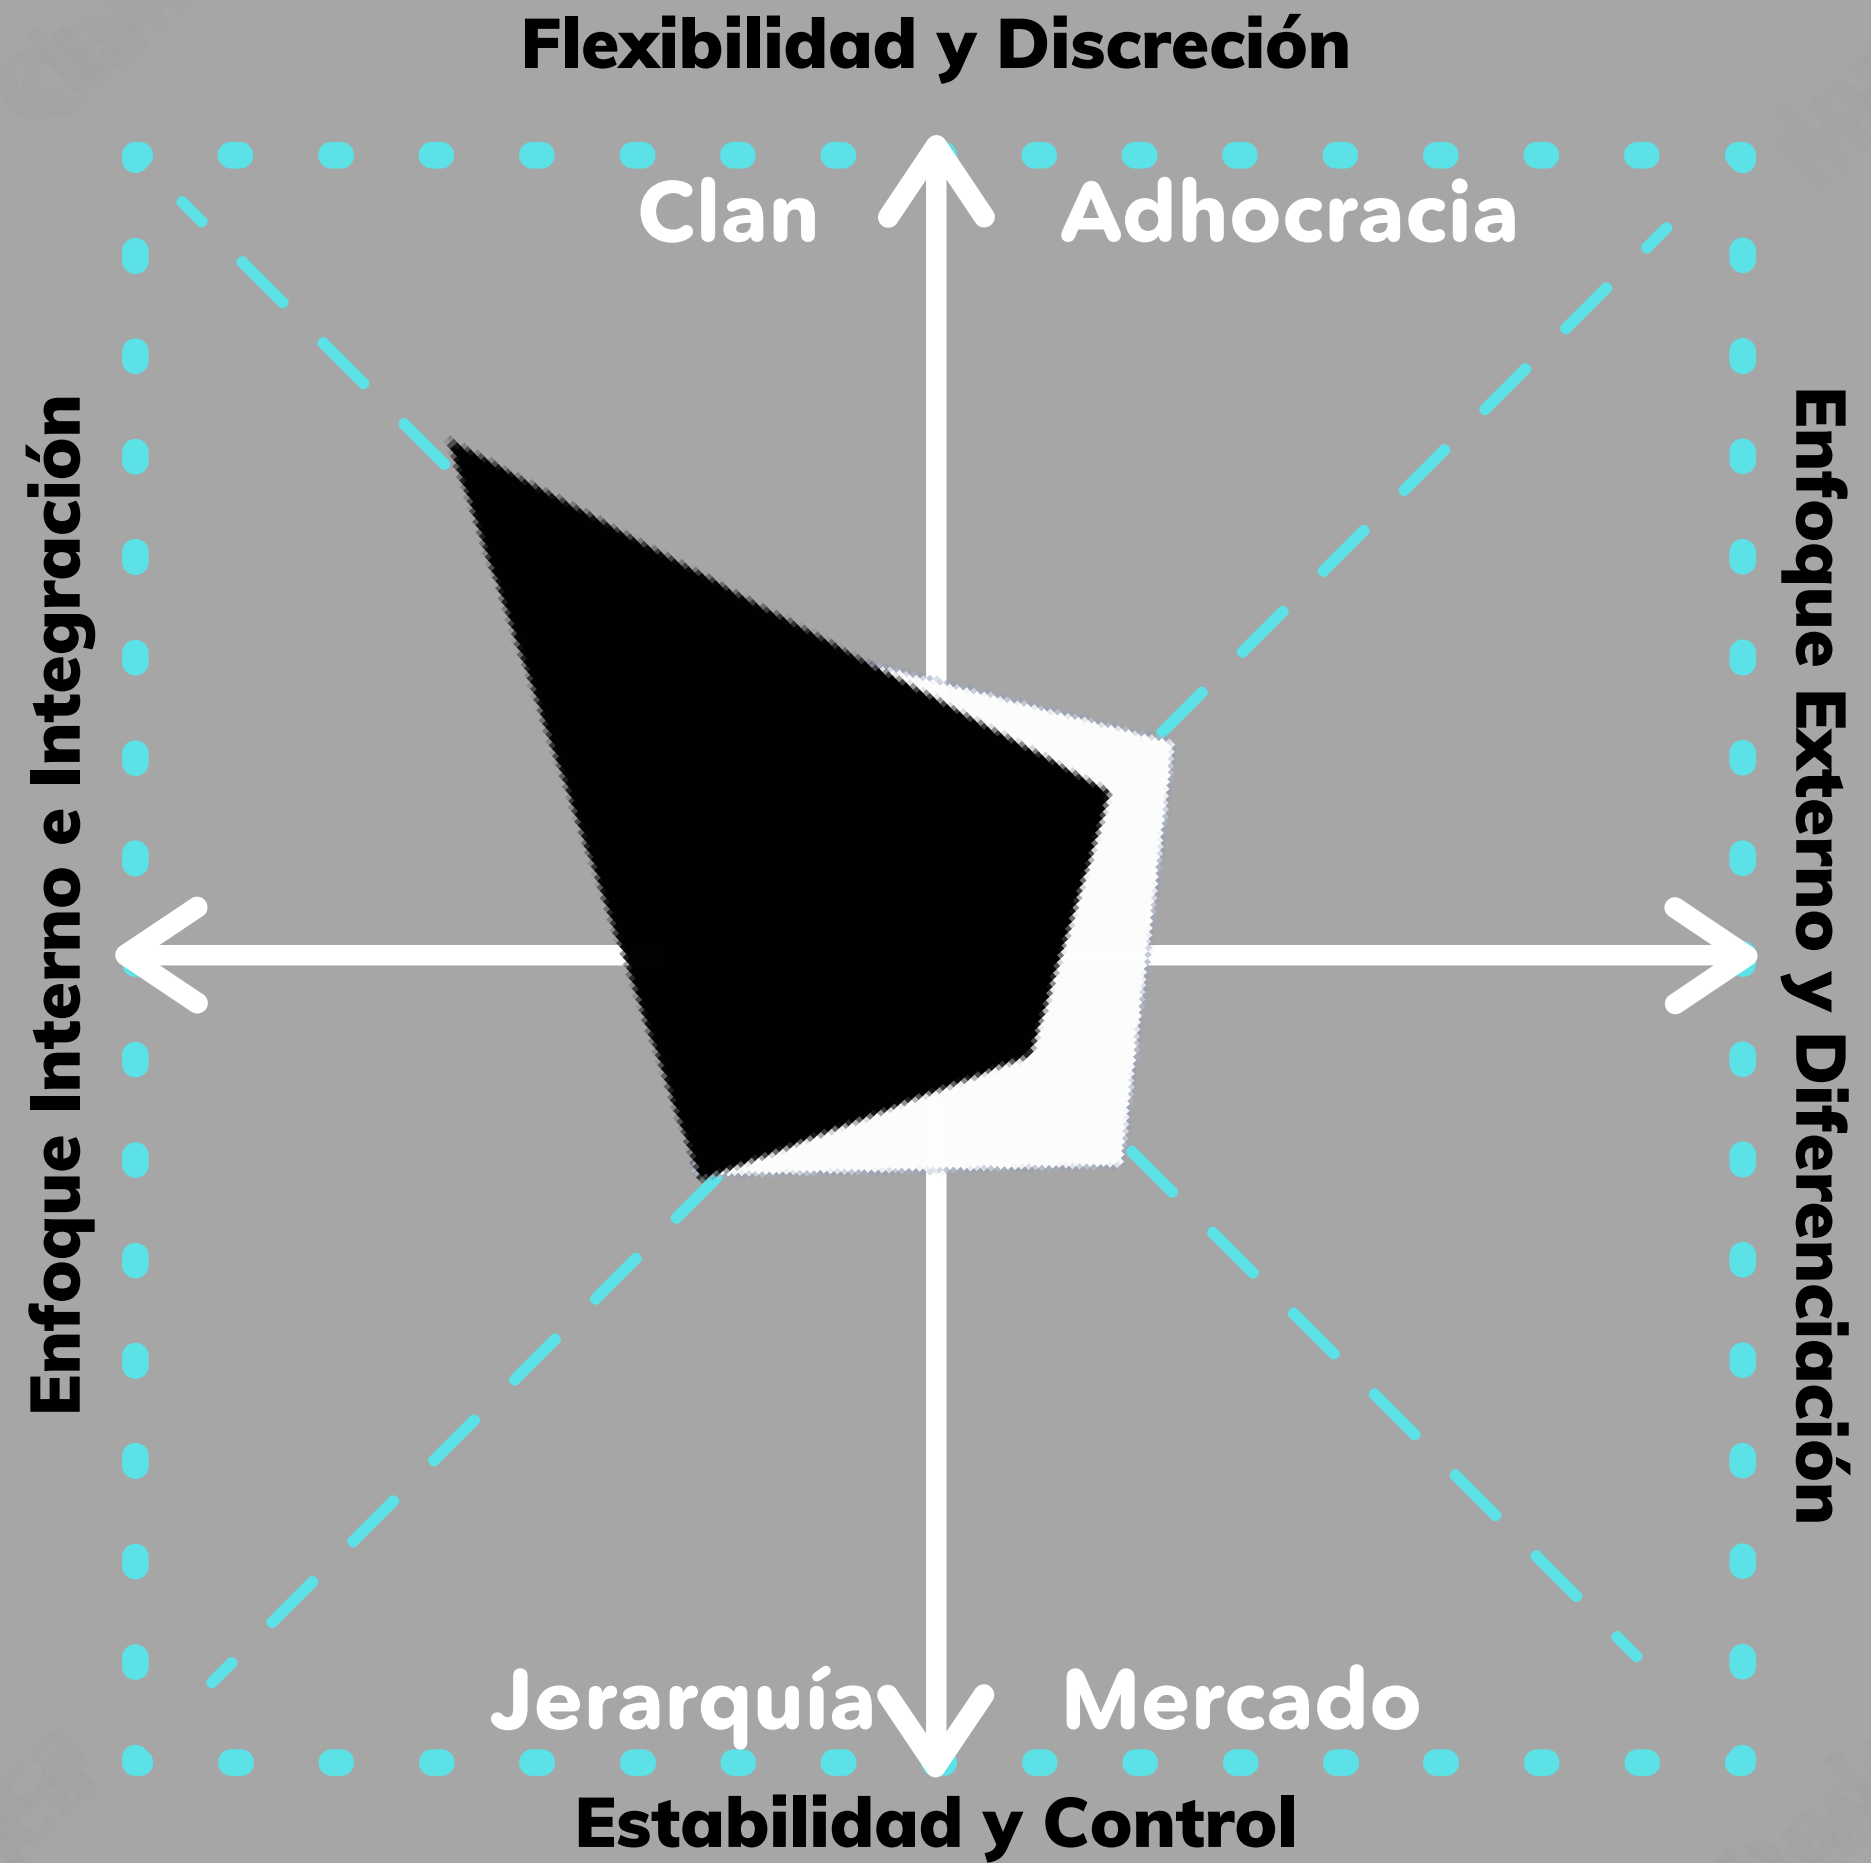 Flexibilidad y Discreción
Clan
Adhocracia
Enfoque Interno e Integración
Enfoque Externo y Diferenciación
Jerarquía
Mercado
Estabilidad y Control